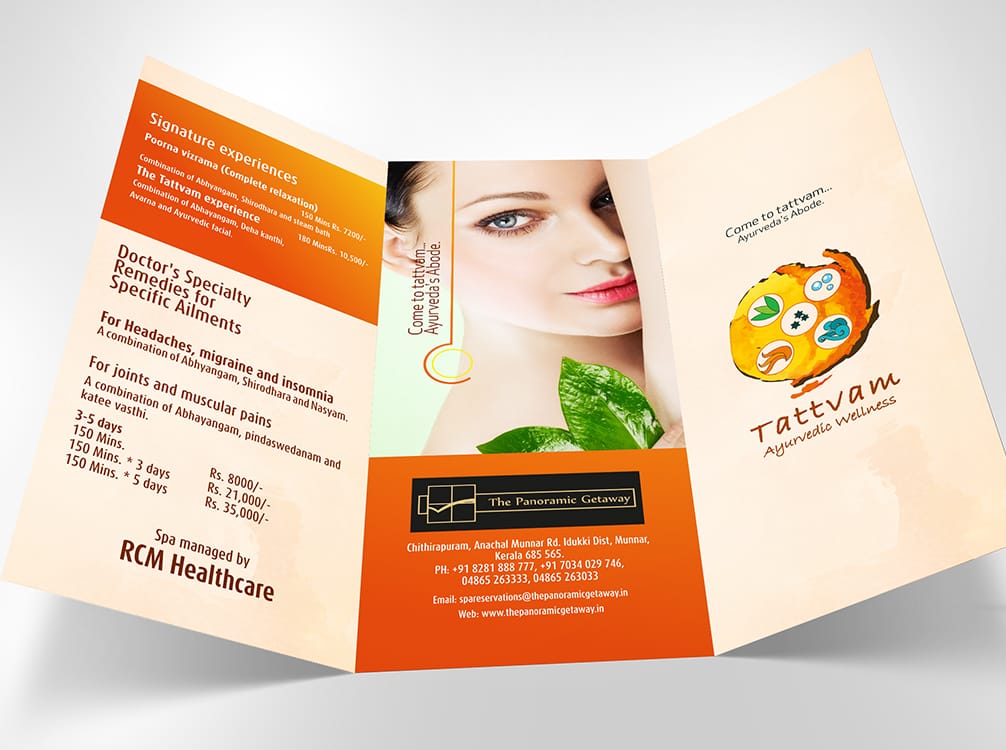 Signature experiences
Poorna vizrama (Complete relaxation)
150 Mins Rs. 7200/-
Combination of Abhyangam, Shirodhara and steam bath
The Tattvam experience
180 MinsRs. 10,500/-
Combination of Abhayangam, Deha kanthi,
Avarna and Ayurvedic facial.
Doctor's Specialty
Remedies for
Specific Ailments
For Headaches, migraine and insomnia
A combination of Abhyangam, Shirodhara and Nasyam.
For joints and muscular pains
A combination of Abhayangam, pindaswedanam and
katee vasthi.
3-5 days
150 Mins. Rs. 8000/-
150 Mins. * 3 days Rs. 21,000/-
150 Mins. * 5 days Rs. 35,000/-
Spa managed by
RCM Healthcare
Come to tattvam...
Ayurveda's Abode.
The Panoramic Getaway
Chithirapuram, Anachal Munnar Rd. Idukki Dist, Munnar,
Kerala 685 565.
PH: +91 8281 888 777, +91 7034 029 746,
04865 263333, 04865 263033
Email: spareservations@thepanoramicgetaway.in
Web: www.thepanoramicgetaway.in
Come to tattvam...
Ayurveda's Abode.
Tattvam
Ayurvedic Wellness